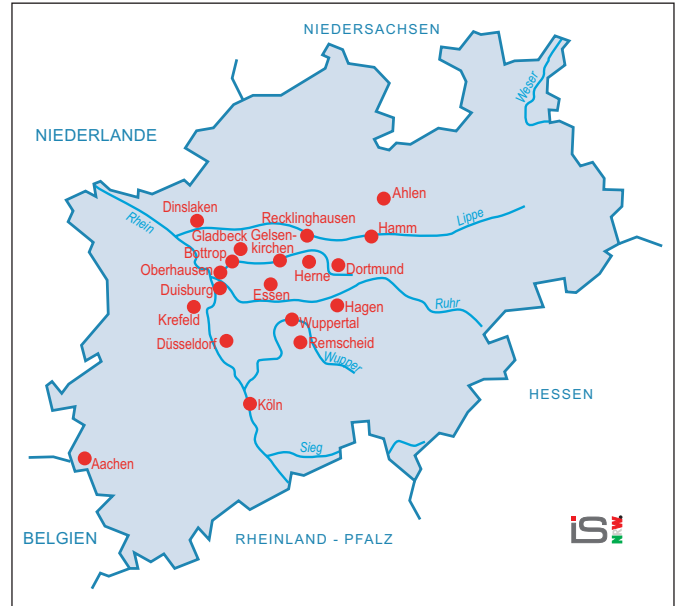 NIEDERSACHSEN
Weser
NIEDERLANDE
Ahlen
Dinslaken
Rhein
Recklinghausen
Lippe
Gladbeck
Gelsen-
kirchen
Hamm
Bottrop
Oberhausen
Herne
Dortmund
Duisburg
Essen
Ruhr
Krefeld
Hagen
Wuppertal
Düsseldorf
Remscheid
Wupper
HESSEN
Köln
Sieg
Aachen
BELGIEN
RHEINLAND - PFALZ
iS NRW.